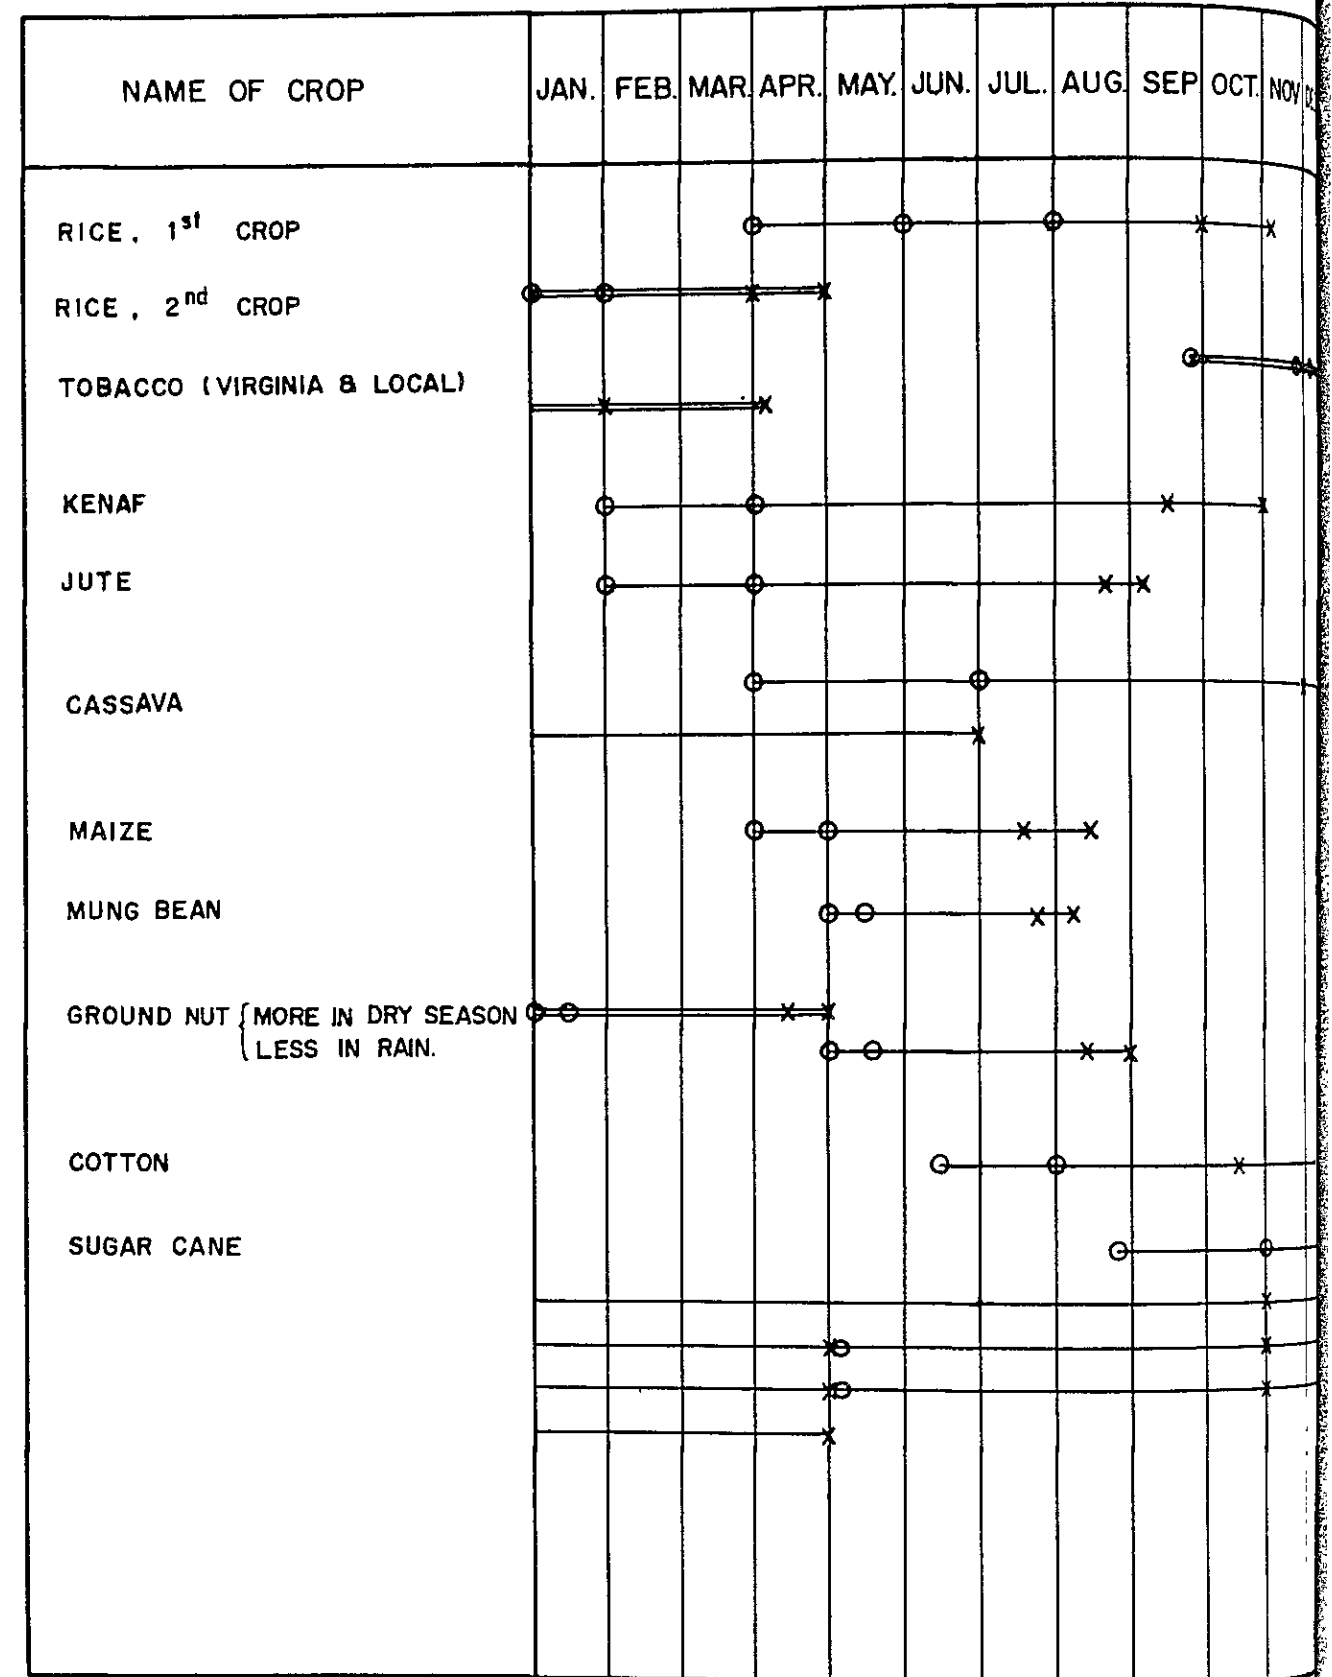 NAME OF CROP JAN. FEB. MAR. APR. MAY. JUN. JUL. AUG. SEP OCT. NOV
RICE, 1st CROP
RICE, 2nd CROP
TOBACCO (VIRGINIA & LOCAL)
KENAF
JUTE
CASSAVA
MAIZE
MUNG BEAN
GROUND NUT { MORE IN DRY SEASON
LESS IN RAIN.
COTTON
SUGAR CANE